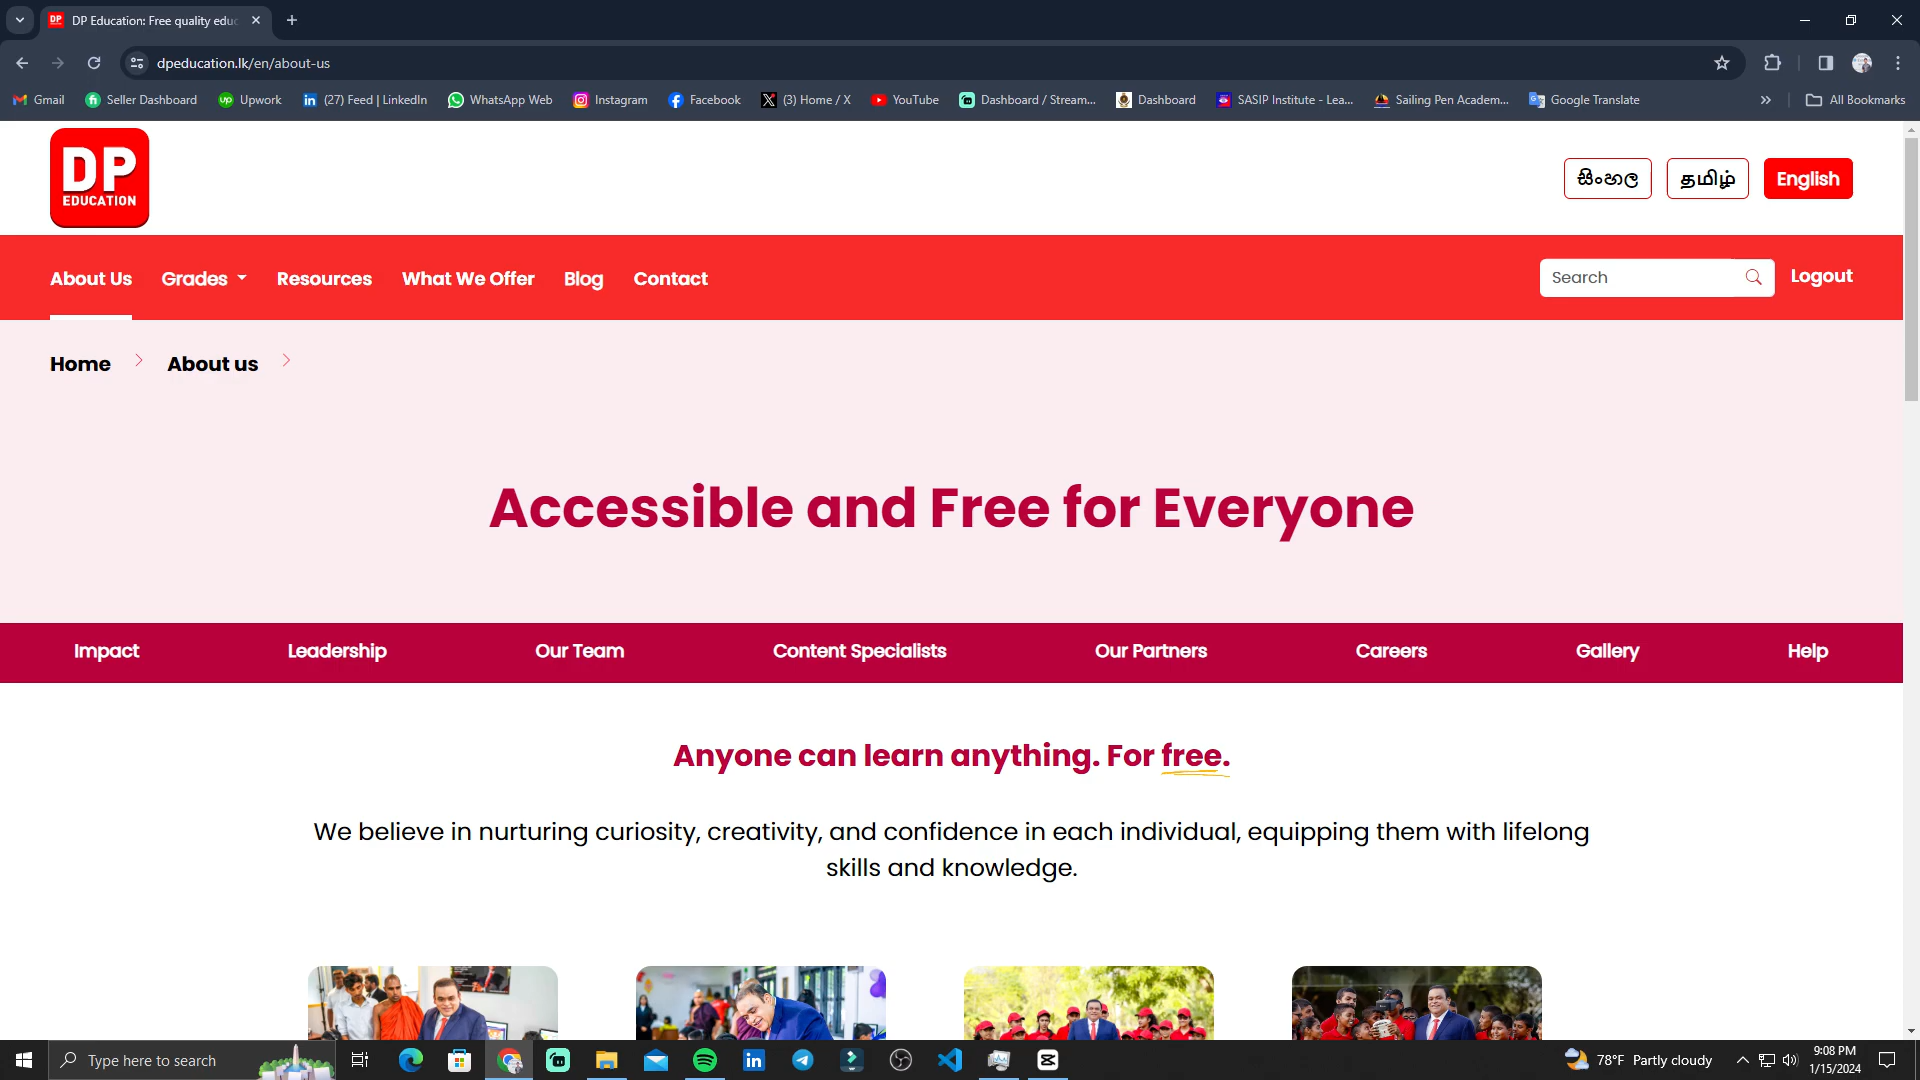 DP Education: Free quality educ
dpeducation.lk/en/about-us
Gmail
Seller Dashboard
Upwork
(27) Feed | LinkedIn
WhatsApp Web
Instagram
Facebook
(3) Home / X
YouTube
Dashboard / Stream...
Dashboard
SASIP Institute - Lea...
Sailing Pen Academ...
Google Translate
»
All Bookmarks
DP
EDUCATION
සිංහල
தமிழ்
English
About Us
Grades
Resources
What We Offer
Blog
Contact
Search
Logout
Home
About us
Accessible and Free for Everyone
Impact
Leadership
Our Team
Content Specialists
Our Partners
Careers
Gallery
Help
Anyone can learn anything. For free.
We believe in nurturing curiosity, creativity, and confidence in each individual, equipping them with lifelong
skills and knowledge.
Type here to search
78°F Partly cloudy
9:08 PM
1/15/2024